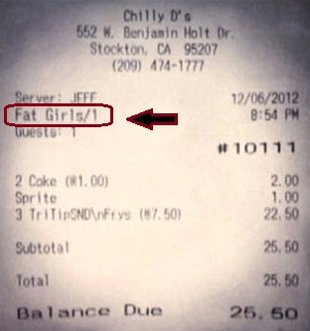 Chilly D's
552 W. Benjamin Holt Dr.
Stockton, CA 95207
(209) 474-1777
Server: JEFF 12/06/2012
Fat Girls/1 8:54 PM
Guests: 1
#10111
2 Coke (@1.00) 2.00
Sprite 1.00
3 TriTipSND\nFrys (@7.50) 22.50
Subtotal 25.50
Total 25.50
Balance Due 25.50